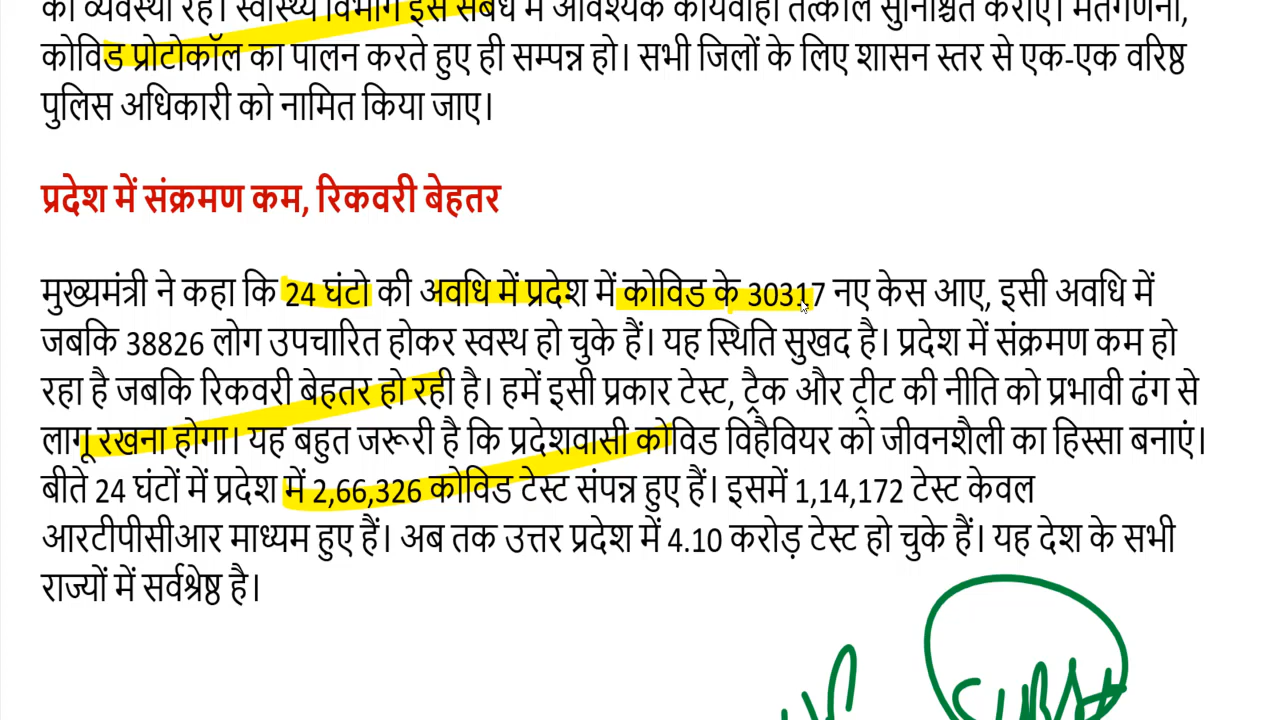 की व्यवस्था रहे। स्वास्थ्य विभाग इस संबंध में आवश्यक कार्यवाही तत्काल सुनिश्चित कराए। मतगणना,
कोविड प्रोटोकॉल का पालन करते हुए ही सम्पन्न हो। सभी जिलों के लिए शासन स्तर से एक-एक वरिष्ठ
पुलिस अधिकारी को नामित किया जाए।
प्रदेश में संक्रमण कम, रिकवरी बेहतर
मुख्यमंत्री ने कहा कि 24 घंटो की अवधि में प्रदेश में कोविड के 30317 नए केस आए, इसी अवधि में
जबकि 38826 लोग उपचारित होकर स्वस्थ हो चुके हैं। यह स्थिति सुखद है। प्रदेश में संक्रमण कम हो
रहा है जबकि रिकवरी बेहतर हो रही है। हमें इसी प्रकार टेस्ट, ट्रैक और ट्रीट की नीति को प्रभावी ढंग से
लागू रखना होगा। यह बहुत जरूरी है कि प्रदेशवासी कोविड विहैवियर को जीवनशैली का हिस्सा बनाएं।
बीते 24 घंटों में प्रदेश में 2,66,326 कोविड टेस्ट संपन्न हुए हैं। इसमें 1,14,172 टेस्ट केवल
आरटीपीसीआर माध्यम हुए हैं। अब तक उत्तर प्रदेश में 4.10 करोड़ टेस्ट हो चुके हैं। यह देश के सभी
राज्यों में सर्वश्रेष्ठ है।